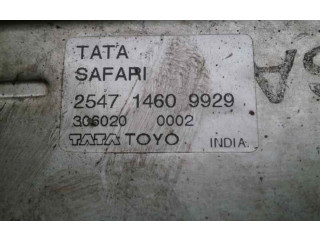 TATA
SAFARI
2547 1460 9929
306020 0002
TATA TOYO INDIA